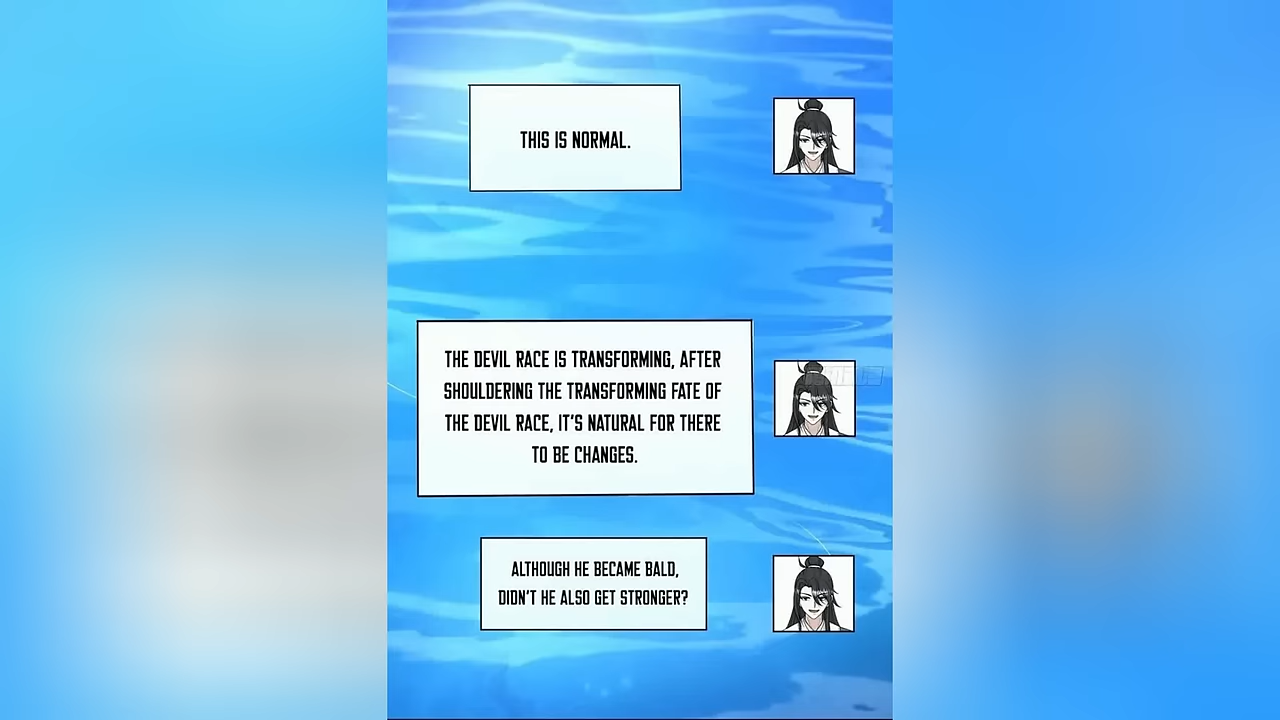 THIS IS NORMAL.
THE DEVIL RACE IS TRANSFORMING, AFTER
SHOULDERING THE TRANSFORMING FATE OF
THE DEVIL RACE, IT'S NATURAL FOR THERE
TO BE CHANGES.
ALTHOUGH HE BECAME BALD,
DIDN'T HE ALSO GET STRONGER?